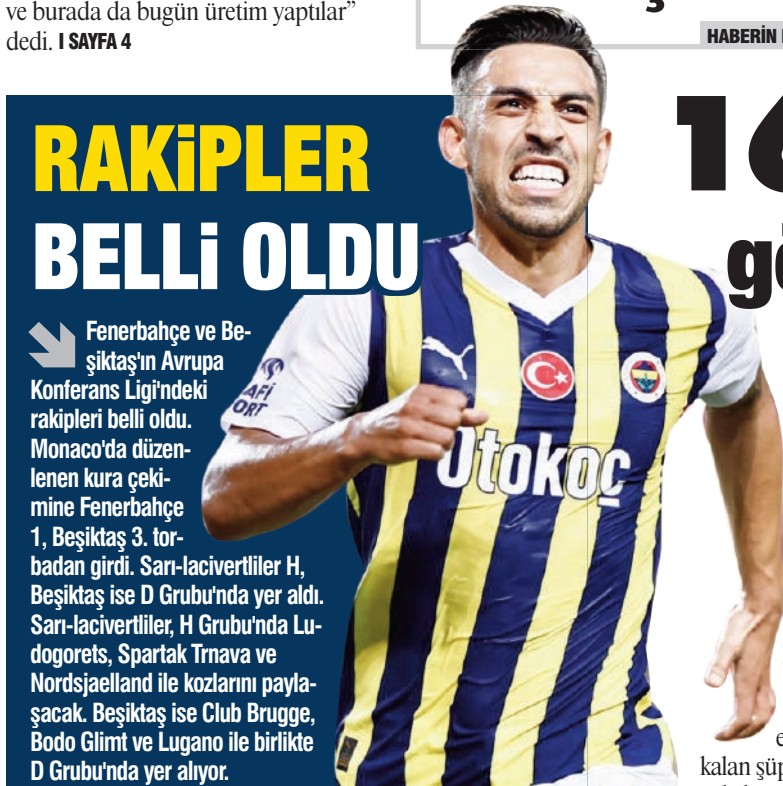 ve burada da bugün üretim yaptılar”
dedi. I SAYFA 4
HABERİN
RAKiPLER
BELLi OLDU
Fenerbahçe ve Be-
şiktaş'ın Avrupa
Konferans Ligi'ndeki
rakipleri belli oldu.
Monaco'da düzen-
lenen kura çeki-
mine Fenerbahçe
1, Beşiktaş 3. tor-
badan girdi. Sarı-lacivertliler H,
Beşiktaş ise D Grubu'nda yer aldı.
Sarı-lacivertliler, H Grubu'nda Lu-
dogorets, Spartak Trnava ve
Nordsjaelland ile kozlarını payla-
şacak. Beşiktaş ise Club Brugge,
Bodo Glimt ve Lugano ile birlikte
D Grubu'nda yer alıyor.
AFİ
ORT
Otokoç
16
gö
kalan şüp